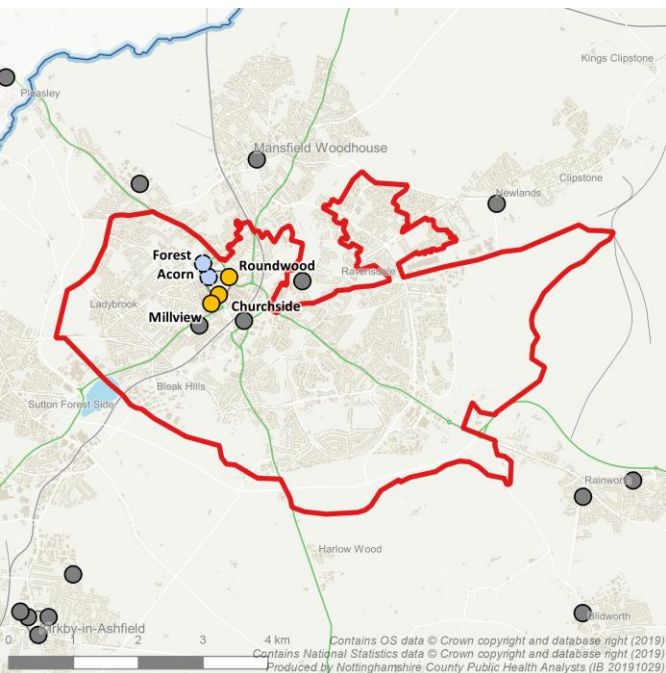 Kings Clipstone
Pleasley
Mansfield Woodhouse
Clipstone
Newlands
Forest
Acorn
Roundwood
Ravensdale
Ladybrook
Churchside
Millview
Bleak Hills
Sutton Forest Side
Rainworth
Harlow Wood
Blidworth
Kirkby-in-Ashfield
0 1 2 3 4 km
Contains OS data © Crown copyright and database right (2019)
Contains National Statistics data © Crown copyright and database right (2019)
Produced by Nottinghamshire County Public Health Analysts (IB 20191029)